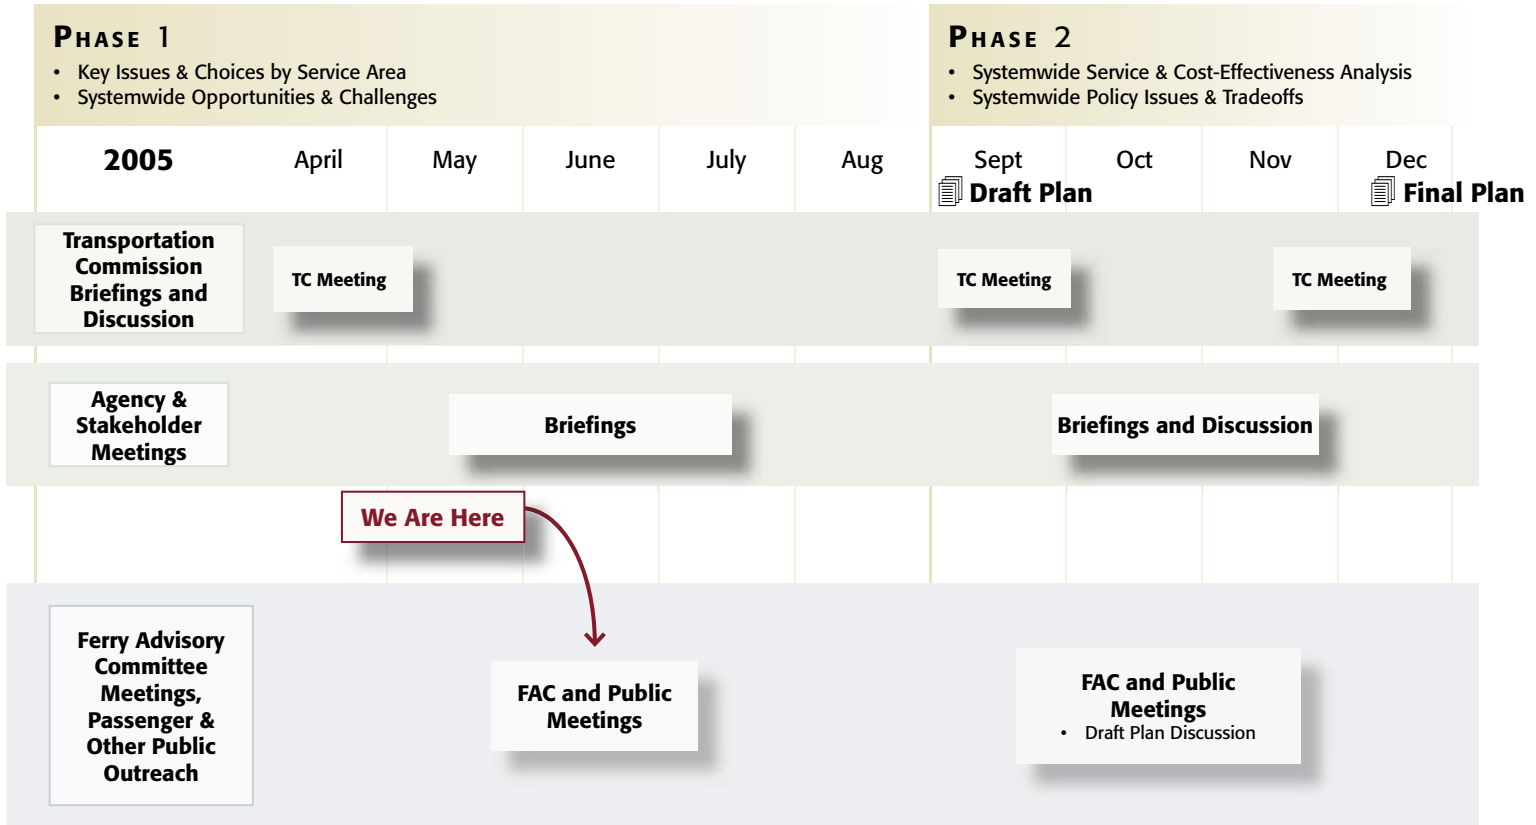 PHASE 1
• Key Issues & Choices by Service Area
• Systemwide Opportunities & Challenges
PHASE 2
• Systemwide Service & Cost-Effectiveness Analysis
• Systemwide Policy Issues & Tradeoffs
2005 April May June July Aug Sept Oct Nov Dec
Draft Plan Final Plan
Transportation
Commission
Briefings and
Discussion
TC Meeting
TC Meeting
TC Meeting
Agency &
Stakeholder
Meetings
Briefings
Briefings and Discussion
We Are Here
Ferry Advisory
Committee
Meetings,
Passenger &
Other Public
Outreach
FAC and Public
Meetings
FAC and Public
Meetings
• Draft Plan Discussion